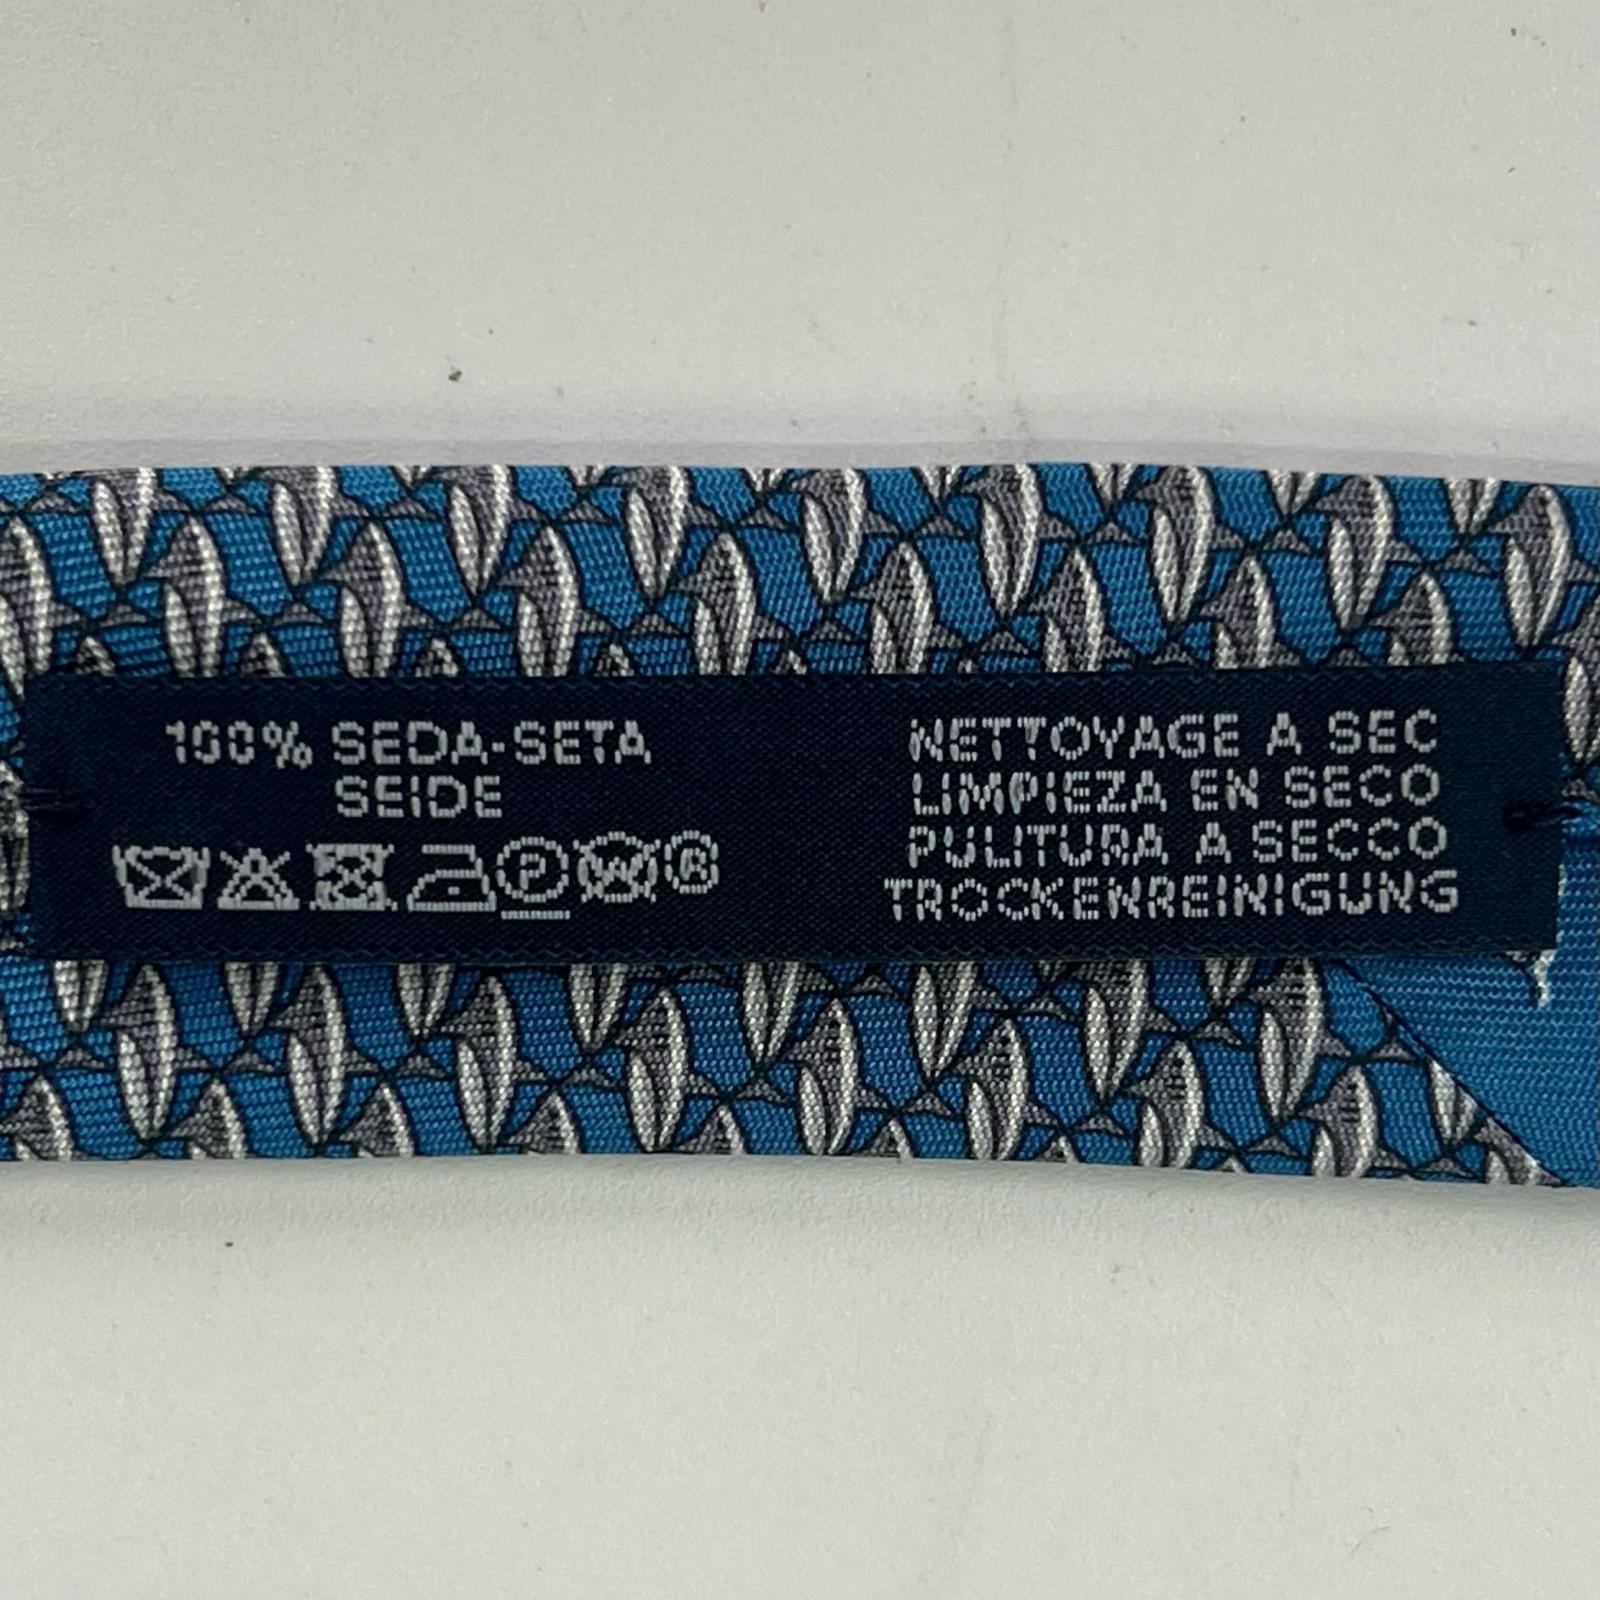 100% SEDA-SETA
SEIDE
P W R
NETTOYAGE A SEC
LIMPIEZA EN SECO
PULITURA A SECCO
TROCKENREINIGUNG